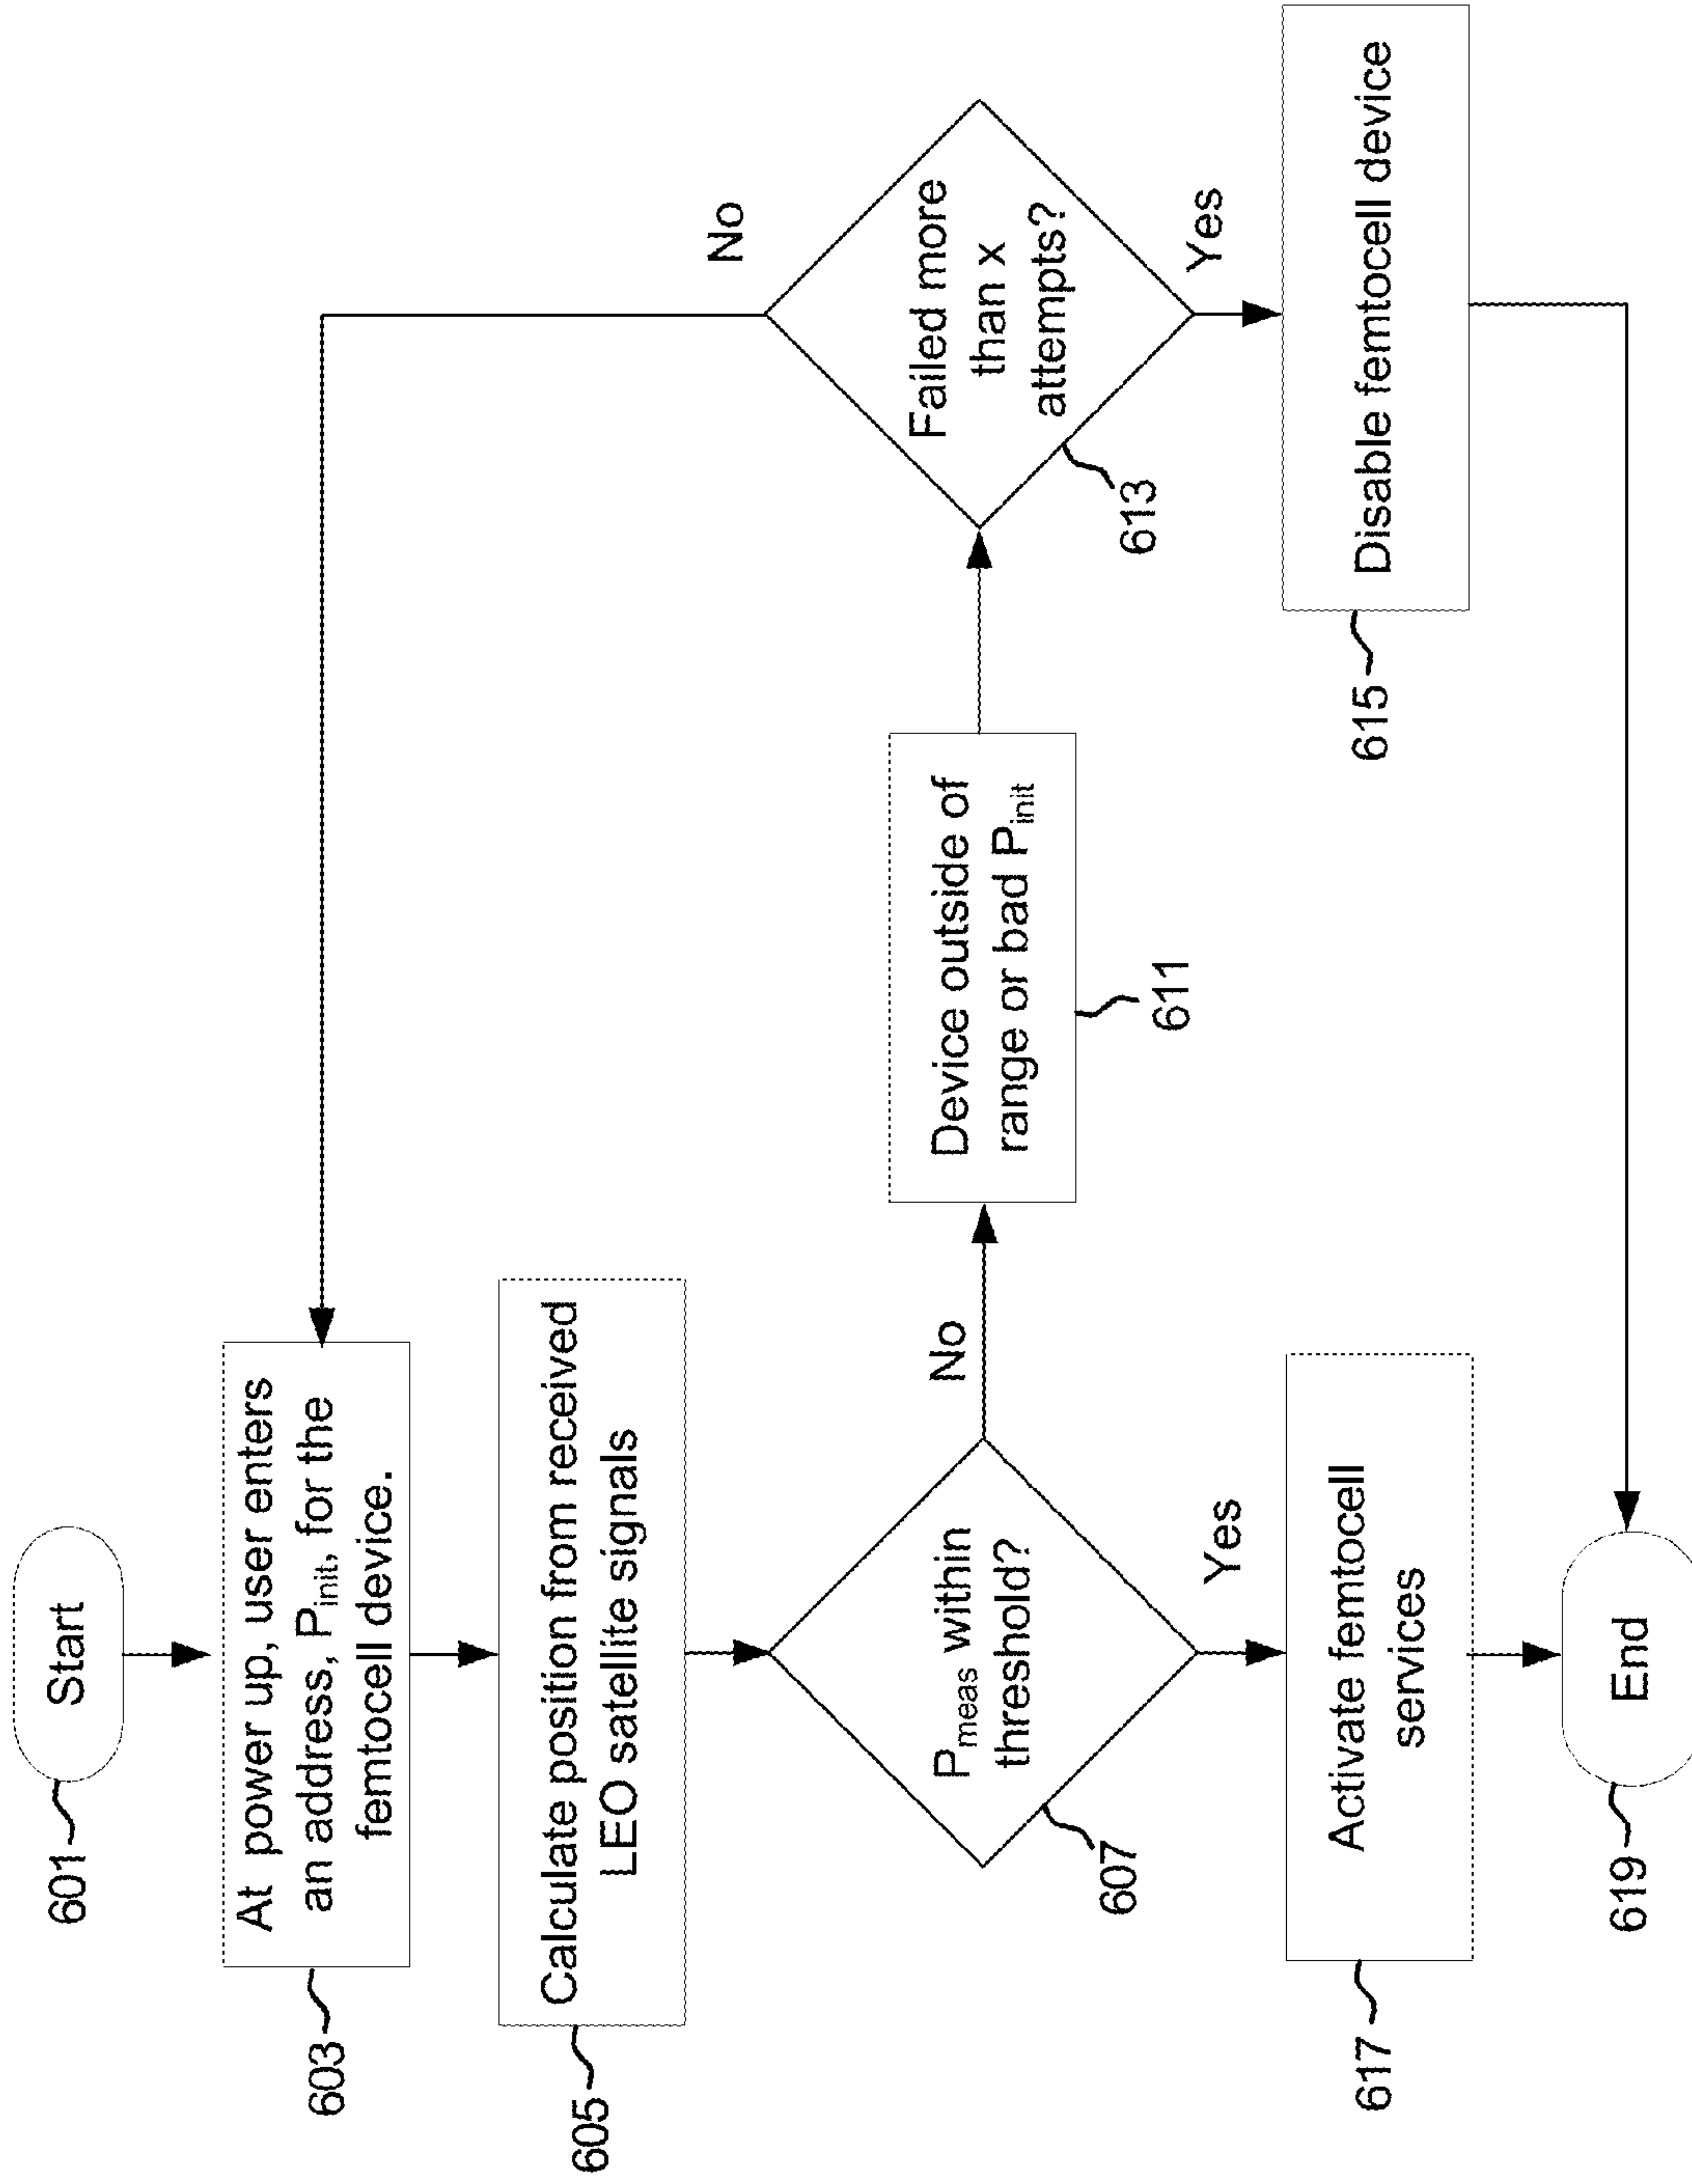 601
Start
603
At power up, user enters
an address, P_init, for the
femtocell device.
605
Calculate position from received
LEO satellite signals
607
P_meas within
threshold?
No
Yes
611
Device outside of
range or bad P_init
613
Failed more
than x
attempts?
No
Yes
615
Disable femtocell device
617
Activate femtocell
services
619
End